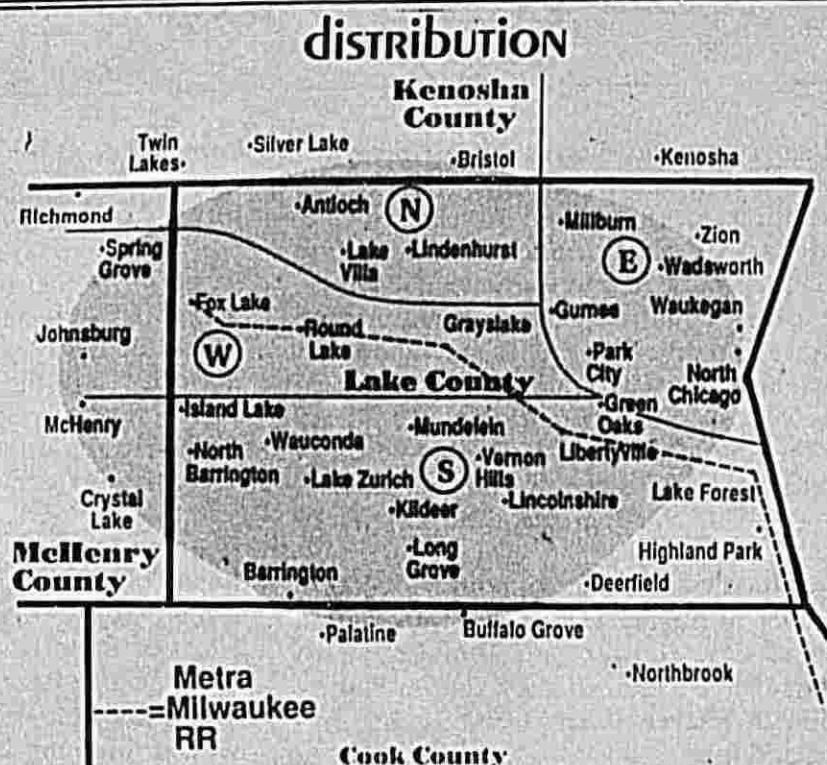 distribution
Kenosha
County
Twin
Lakes
Silver Lake
Bristol
Kenosha
Richmond
Antioch
N
Millburn
Zion
Spring
Grove
Lake
Villa
Lindenhurst
E
Wadsworth
Fox Lake
Gurnee
Waukegan
Johnsburg
Round
Lake
Grayslake
W
Park
City
North
Chicago
Lake County
McHenry
Island Lake
Green
Oaks
Mundelein
North
Barrington
Wauconda
Lake Zurich
S
Vernon
Hills
Libertyville
Crystal
Lake
Kildeer
Lincolnshire
Lake Forest
McHenry
County
Long
Grove
Highland Park
Barrington
Deerfield
Palatine
Buffalo Grove
Northbrook
Metra
----=Milwaukee
RR
Cook County